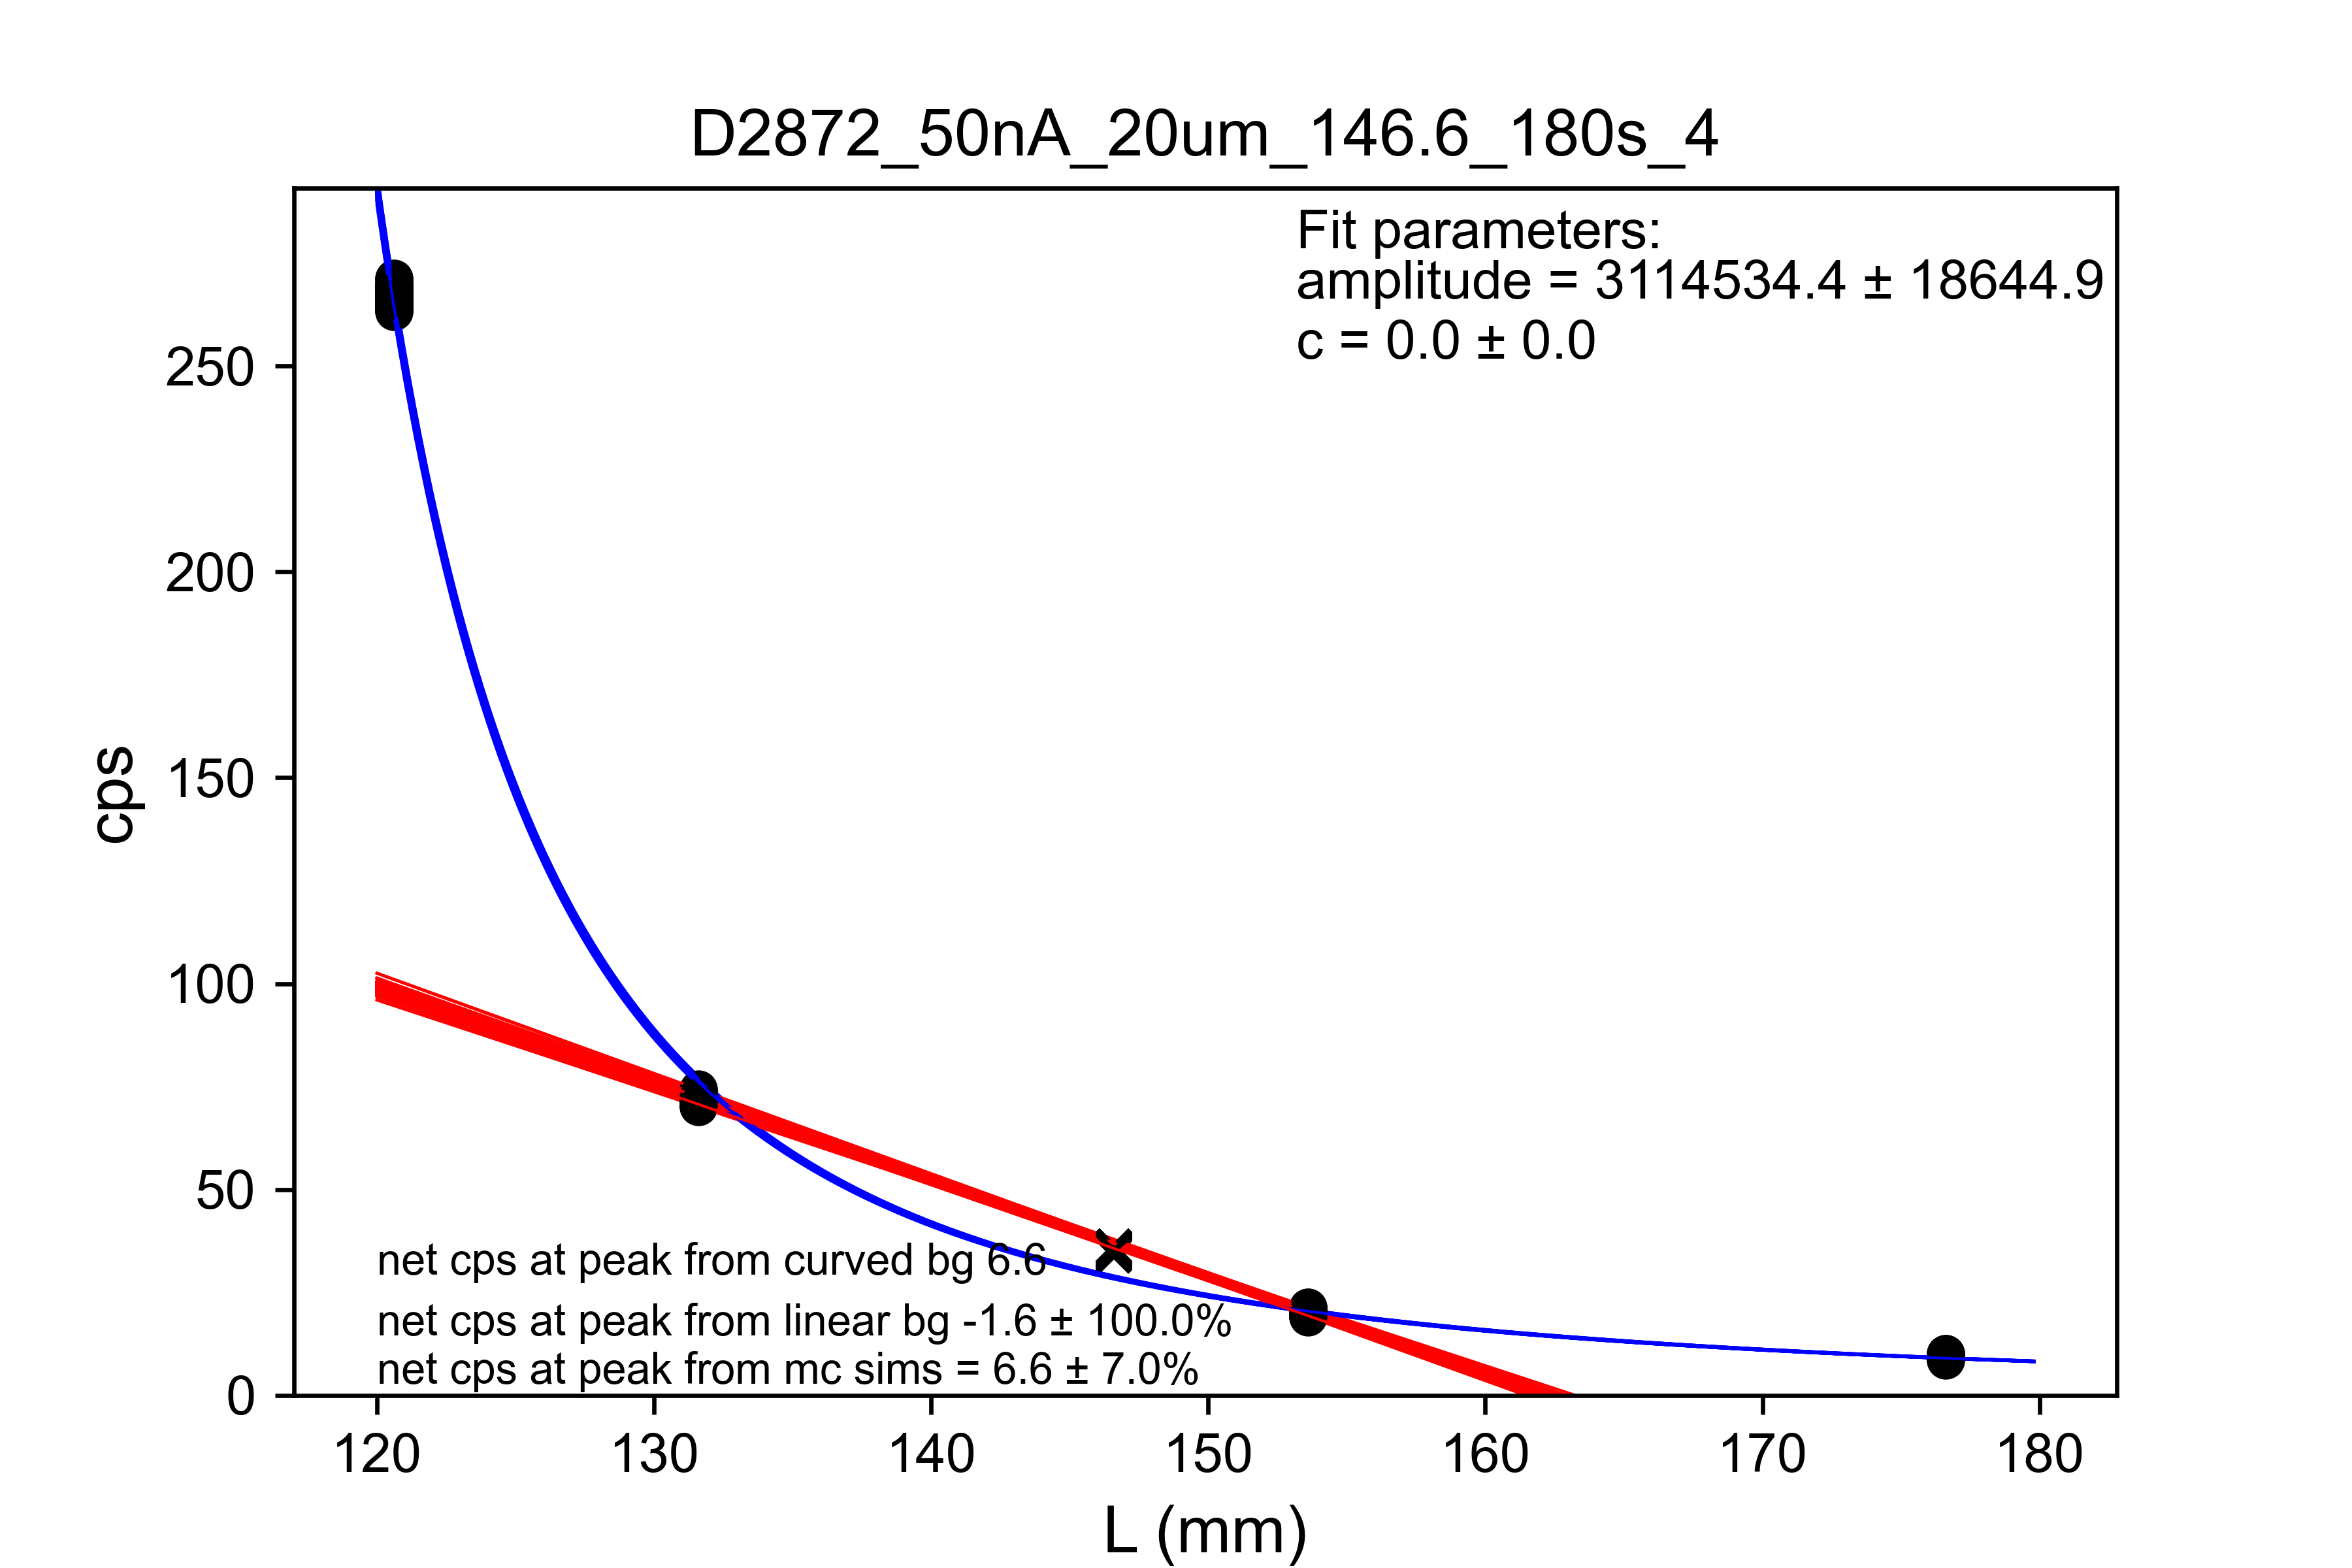 D2872_50nA_20um_146.6_180s_4
Fit parameters:
amplitude = 3114534.4 ± 18644.9
c = 0.0 ± 0.0
250
200
150
100
50
0
cps
net cps at peak from curved bg 6.6
net cps at peak from linear bg -1.6 ± 100.0%
net cps at peak from mc sims = 6.6 ± 7.0%
120 130 140 150 160 170 180
L (mm)